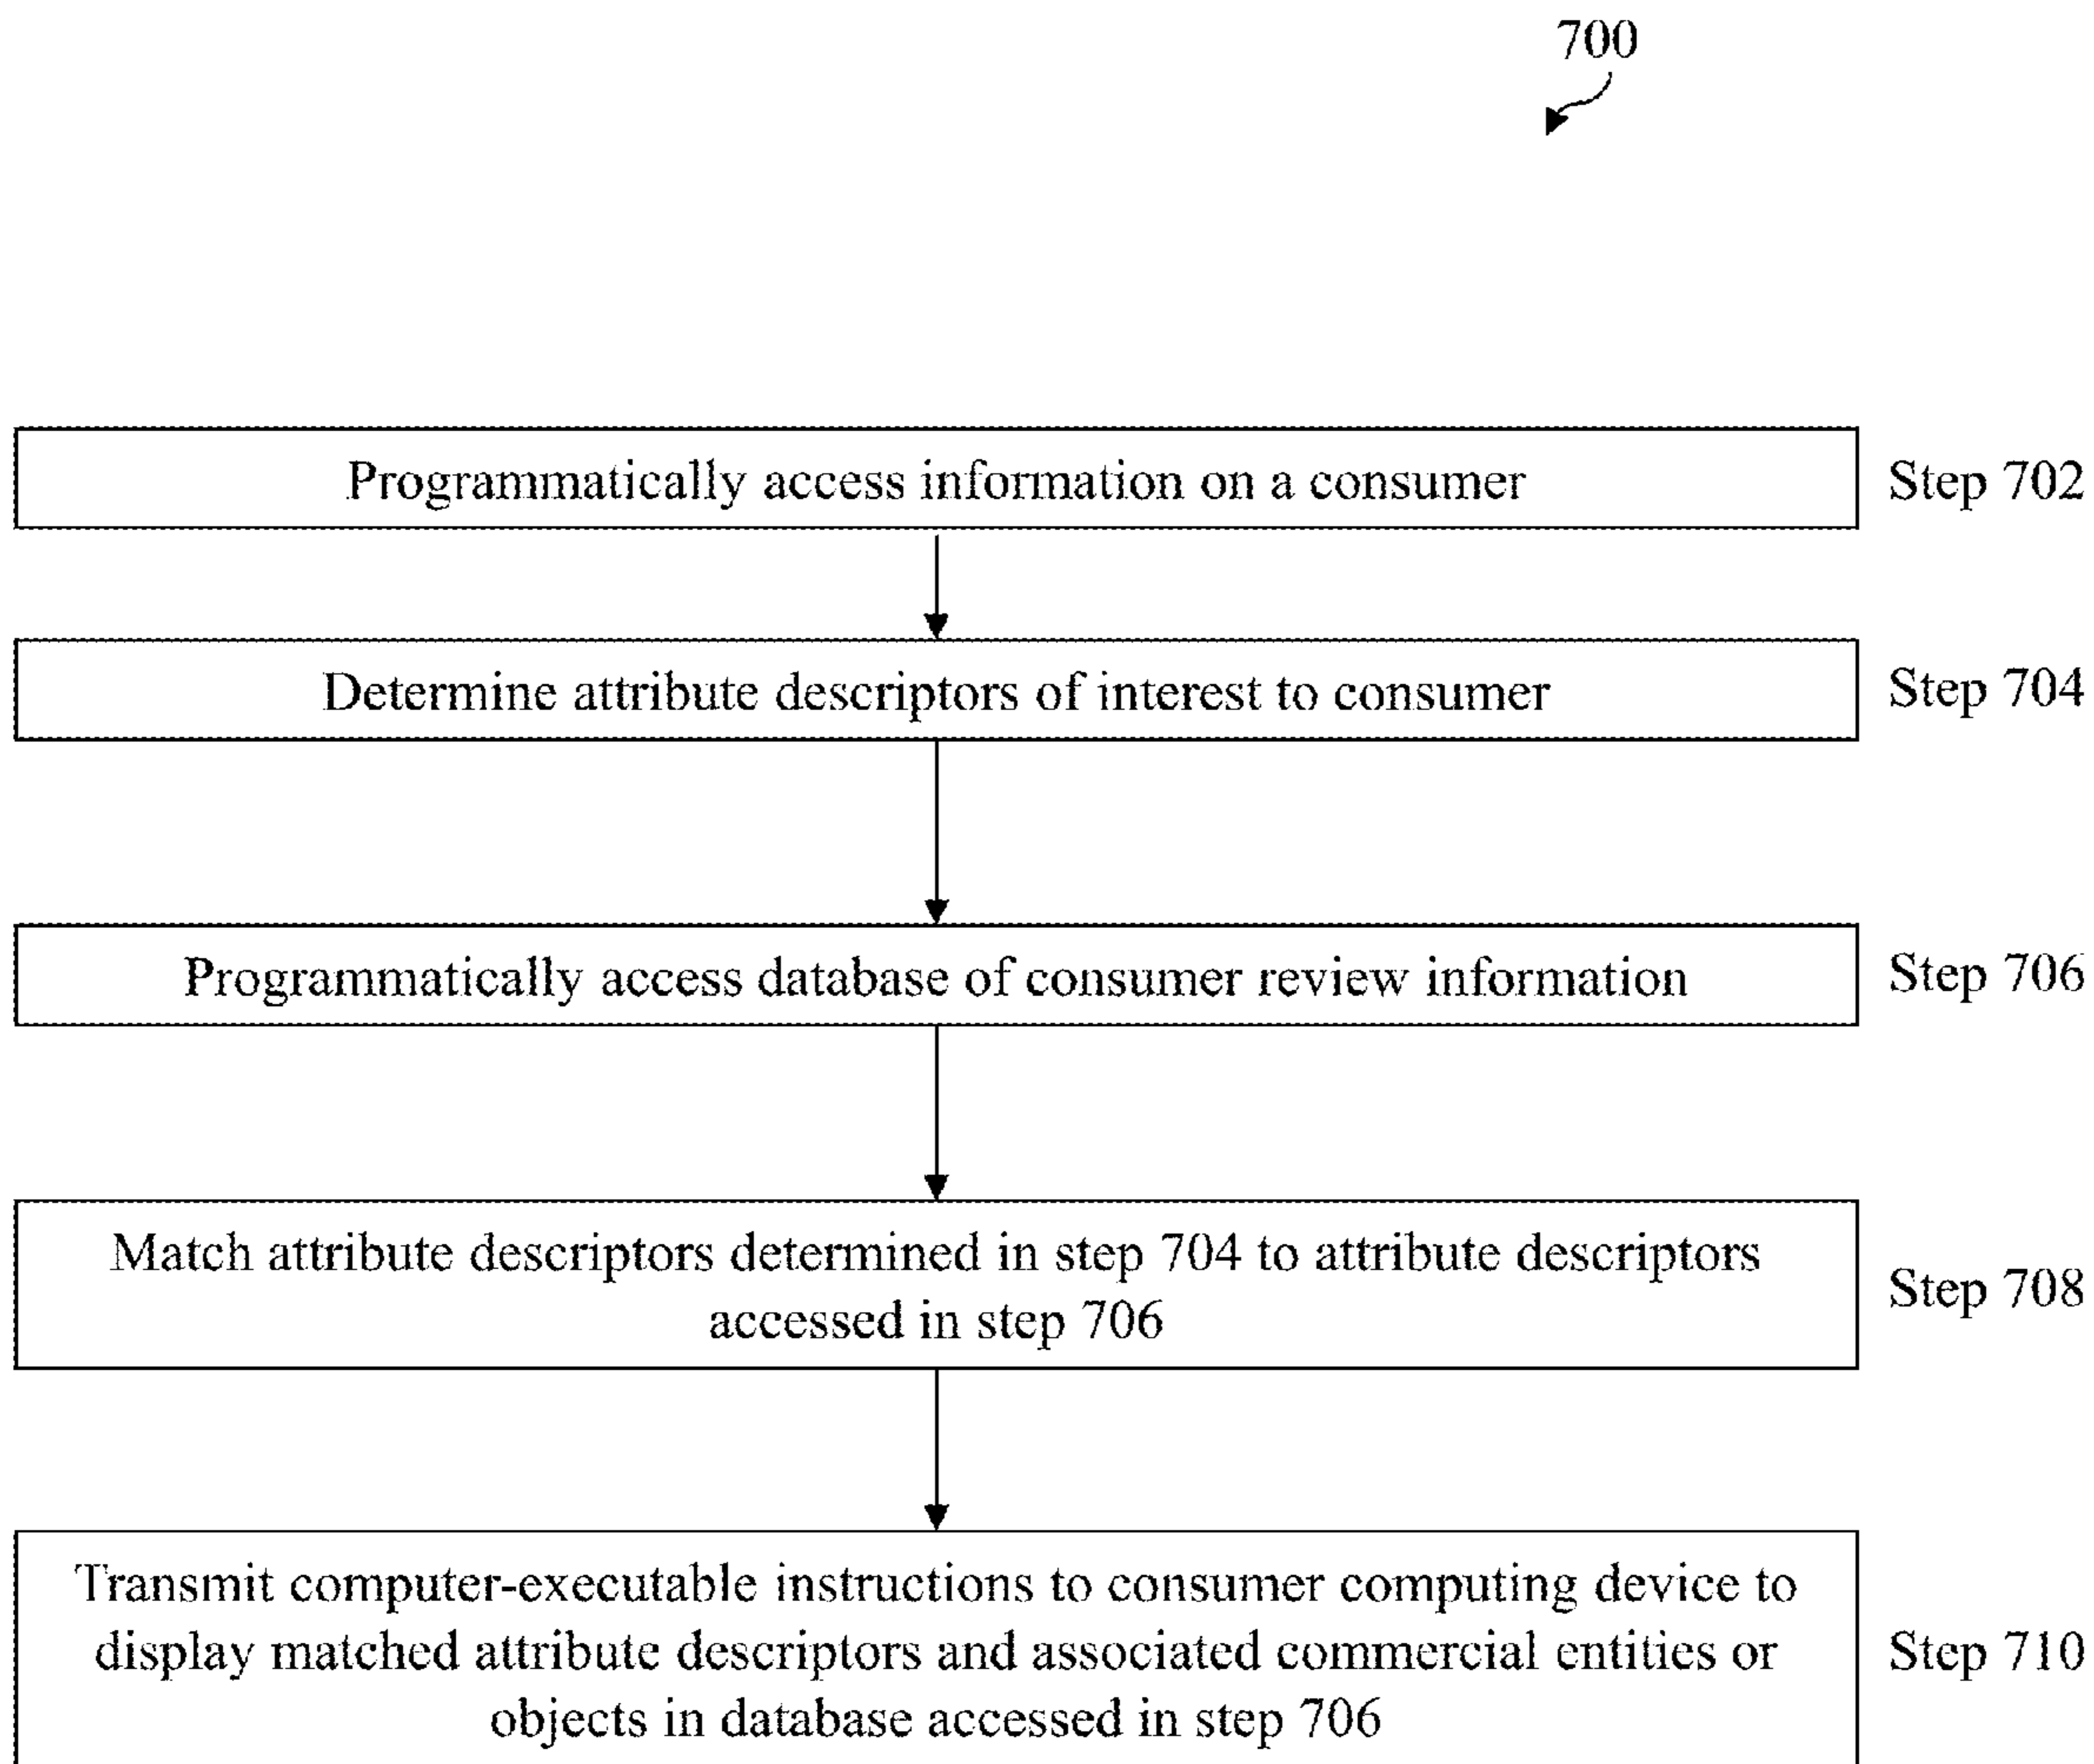 700
Programmatically access information on a consumer
Step 702
Determine attribute descriptors of interest to consumer
Step 704
Programmatically access database of consumer review information
Step 706
Match attribute descriptors determined in step 704 to attribute descriptors
accessed in step 706
Step 708
Transmit computer-executable instructions to consumer computing device to
display matched attribute descriptors and associated commercial entities or
objects in database accessed in step 706
Step 710